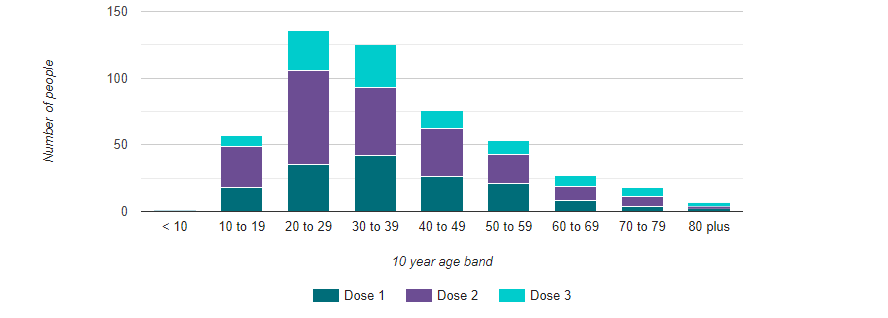 150
100
50
0
Number of people
< 10 10 to 19 20 to 29 30 to 39 40 to 49 50 to 59 60 to 69 70 to 79 80 plus
10 year age band
Dose 1 Dose 2 Dose 3